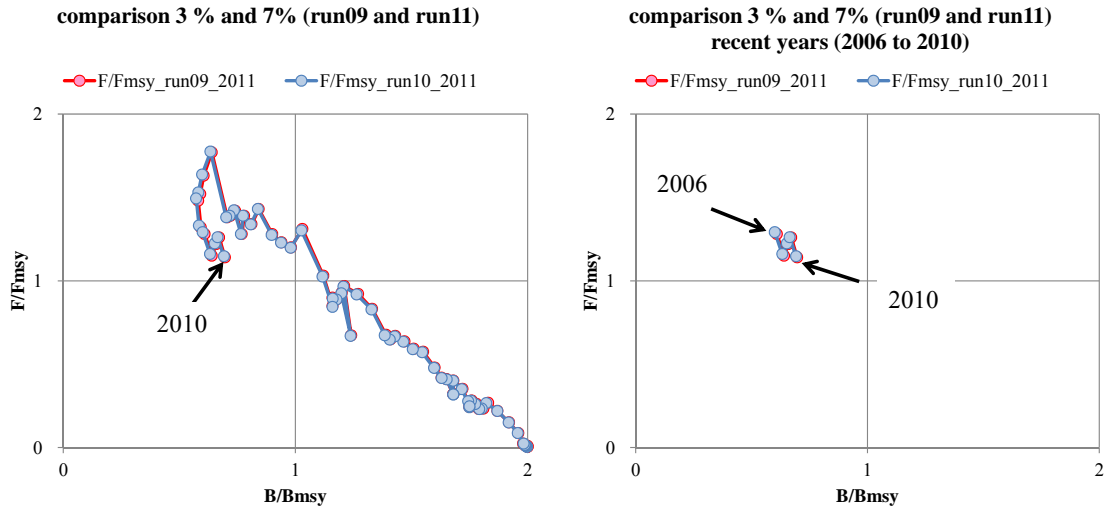 comparison 3 % and 7% (run09 and run11)
F/Fmsy_run09_2011 F/Fmsy_run10_2011
2
1
0
F/Fmsy
2010
0 1 2
B/Bmsy
comparison 3 % and 7% (run09 and run11)
recent years (2006 to 2010)
F/Fmsy_run09_2011 F/Fmsy_run10_2011
2
1
0
F/Fmsy
2006
2010
0 1 2
B/Bmsy